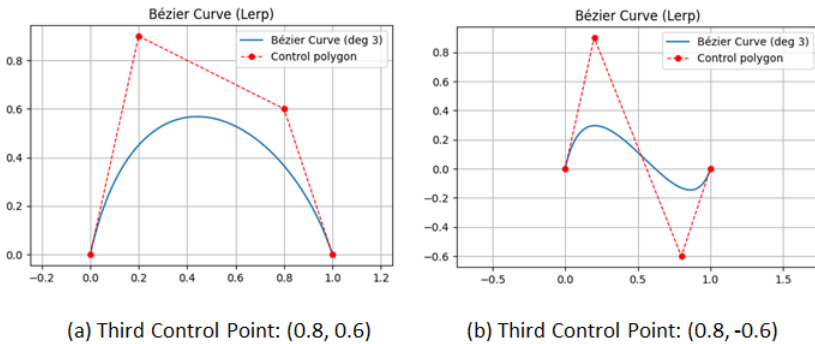 Bézier Curve (Lerp)
Bézier Curve (deg 3)
Control polygon
0.8
0.6
0.4
0.2
0.0
−0.2 0.0 0.2 0.4 0.6 0.8 1.0 1.2
(a) Third Control Point: (0.8, 0.6)
Bézier Curve (Lerp)
Bézier Curve (deg 3)
Control polygon
0.8
0.6
0.4
0.2
0.0
−0.2
−0.4
−0.6
−0.5 0.0 0.5 1.0 1.5
(b) Third Control Point: (0.8, -0.6)